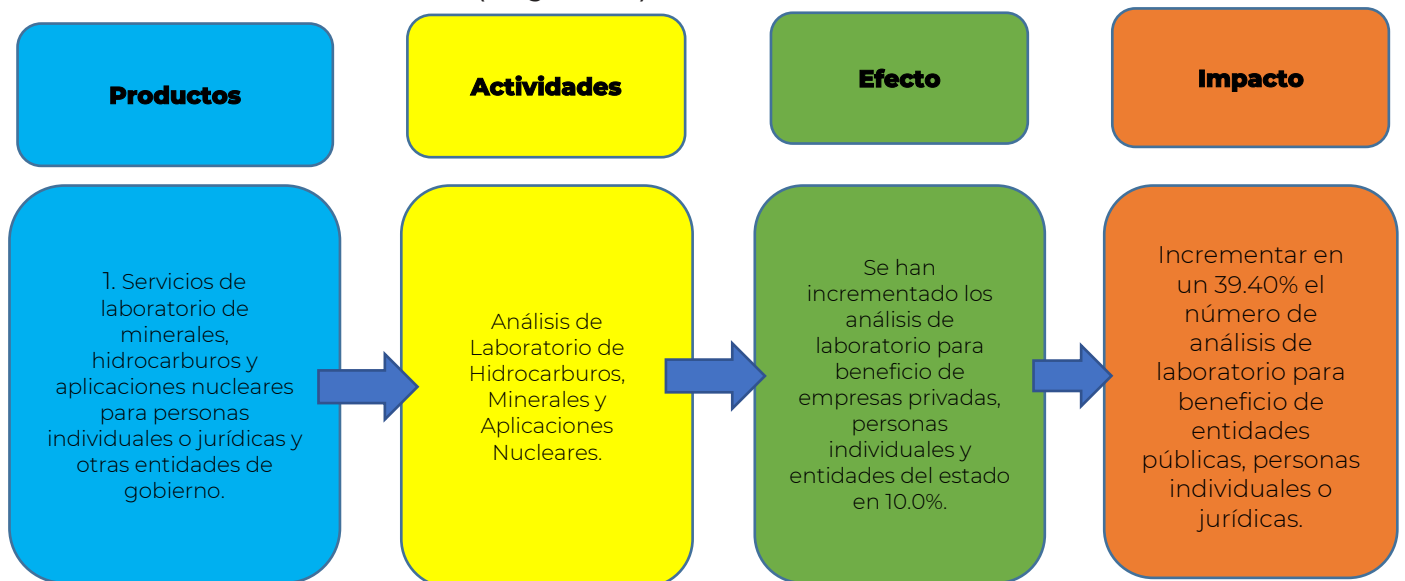 Productos
Actividades
Efecto
Impacto
1. Servicios de
laboratorio de
minerales,
hidrocarburos y
aplicaciones nucleares
para personas
individuales o jurídicas y
otras entidades de
gobierno.
Análisis de
Laboratorio de
Hidrocarburos,
Minerales y
Aplicaciones
Nucleares.
Se han
incrementado los
análisis de
laboratorio para
beneficio de
empresas privadas,
personas
individuales y
entidades del estado
en 10.0%.
Incrementar en
un 39.40% el
número de
análisis de
laboratorio para
beneficio de
entidades
públicas, personas
individuales o
jurídicas.